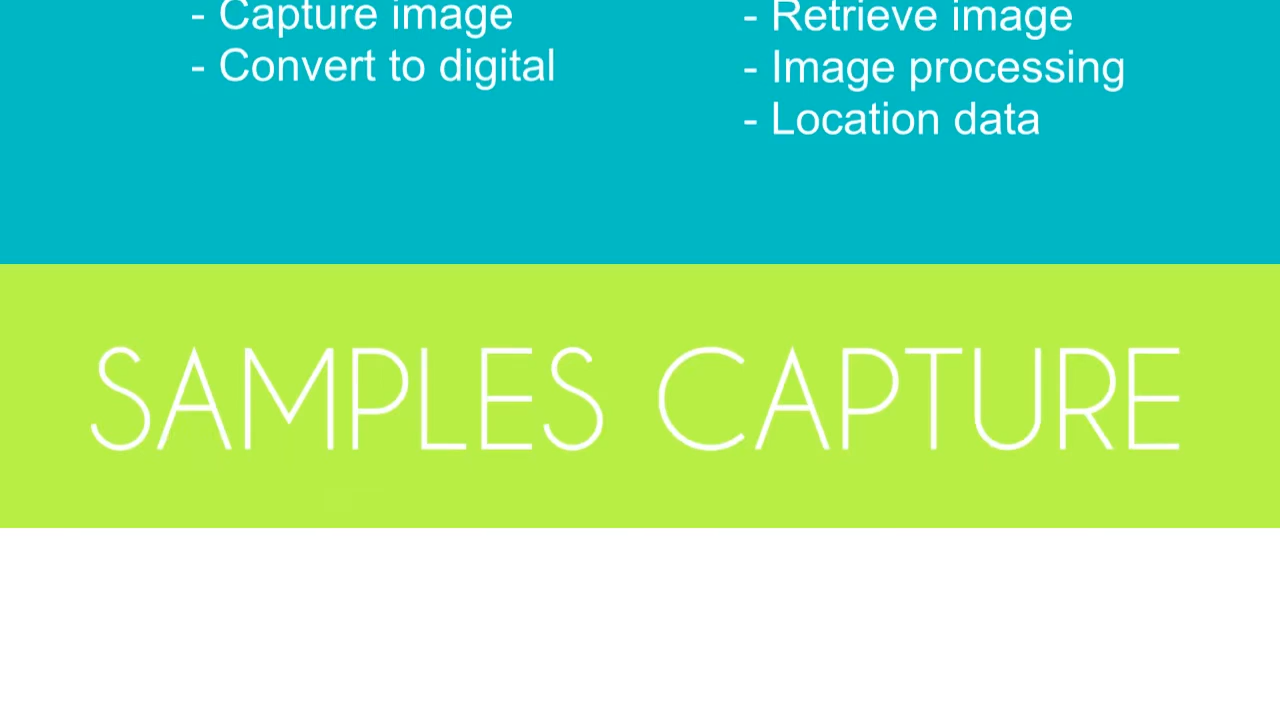 - Capture image
- Convert to digital
- Retrieve image
- Image processing
- Location data
SAMPLES CAPTURE